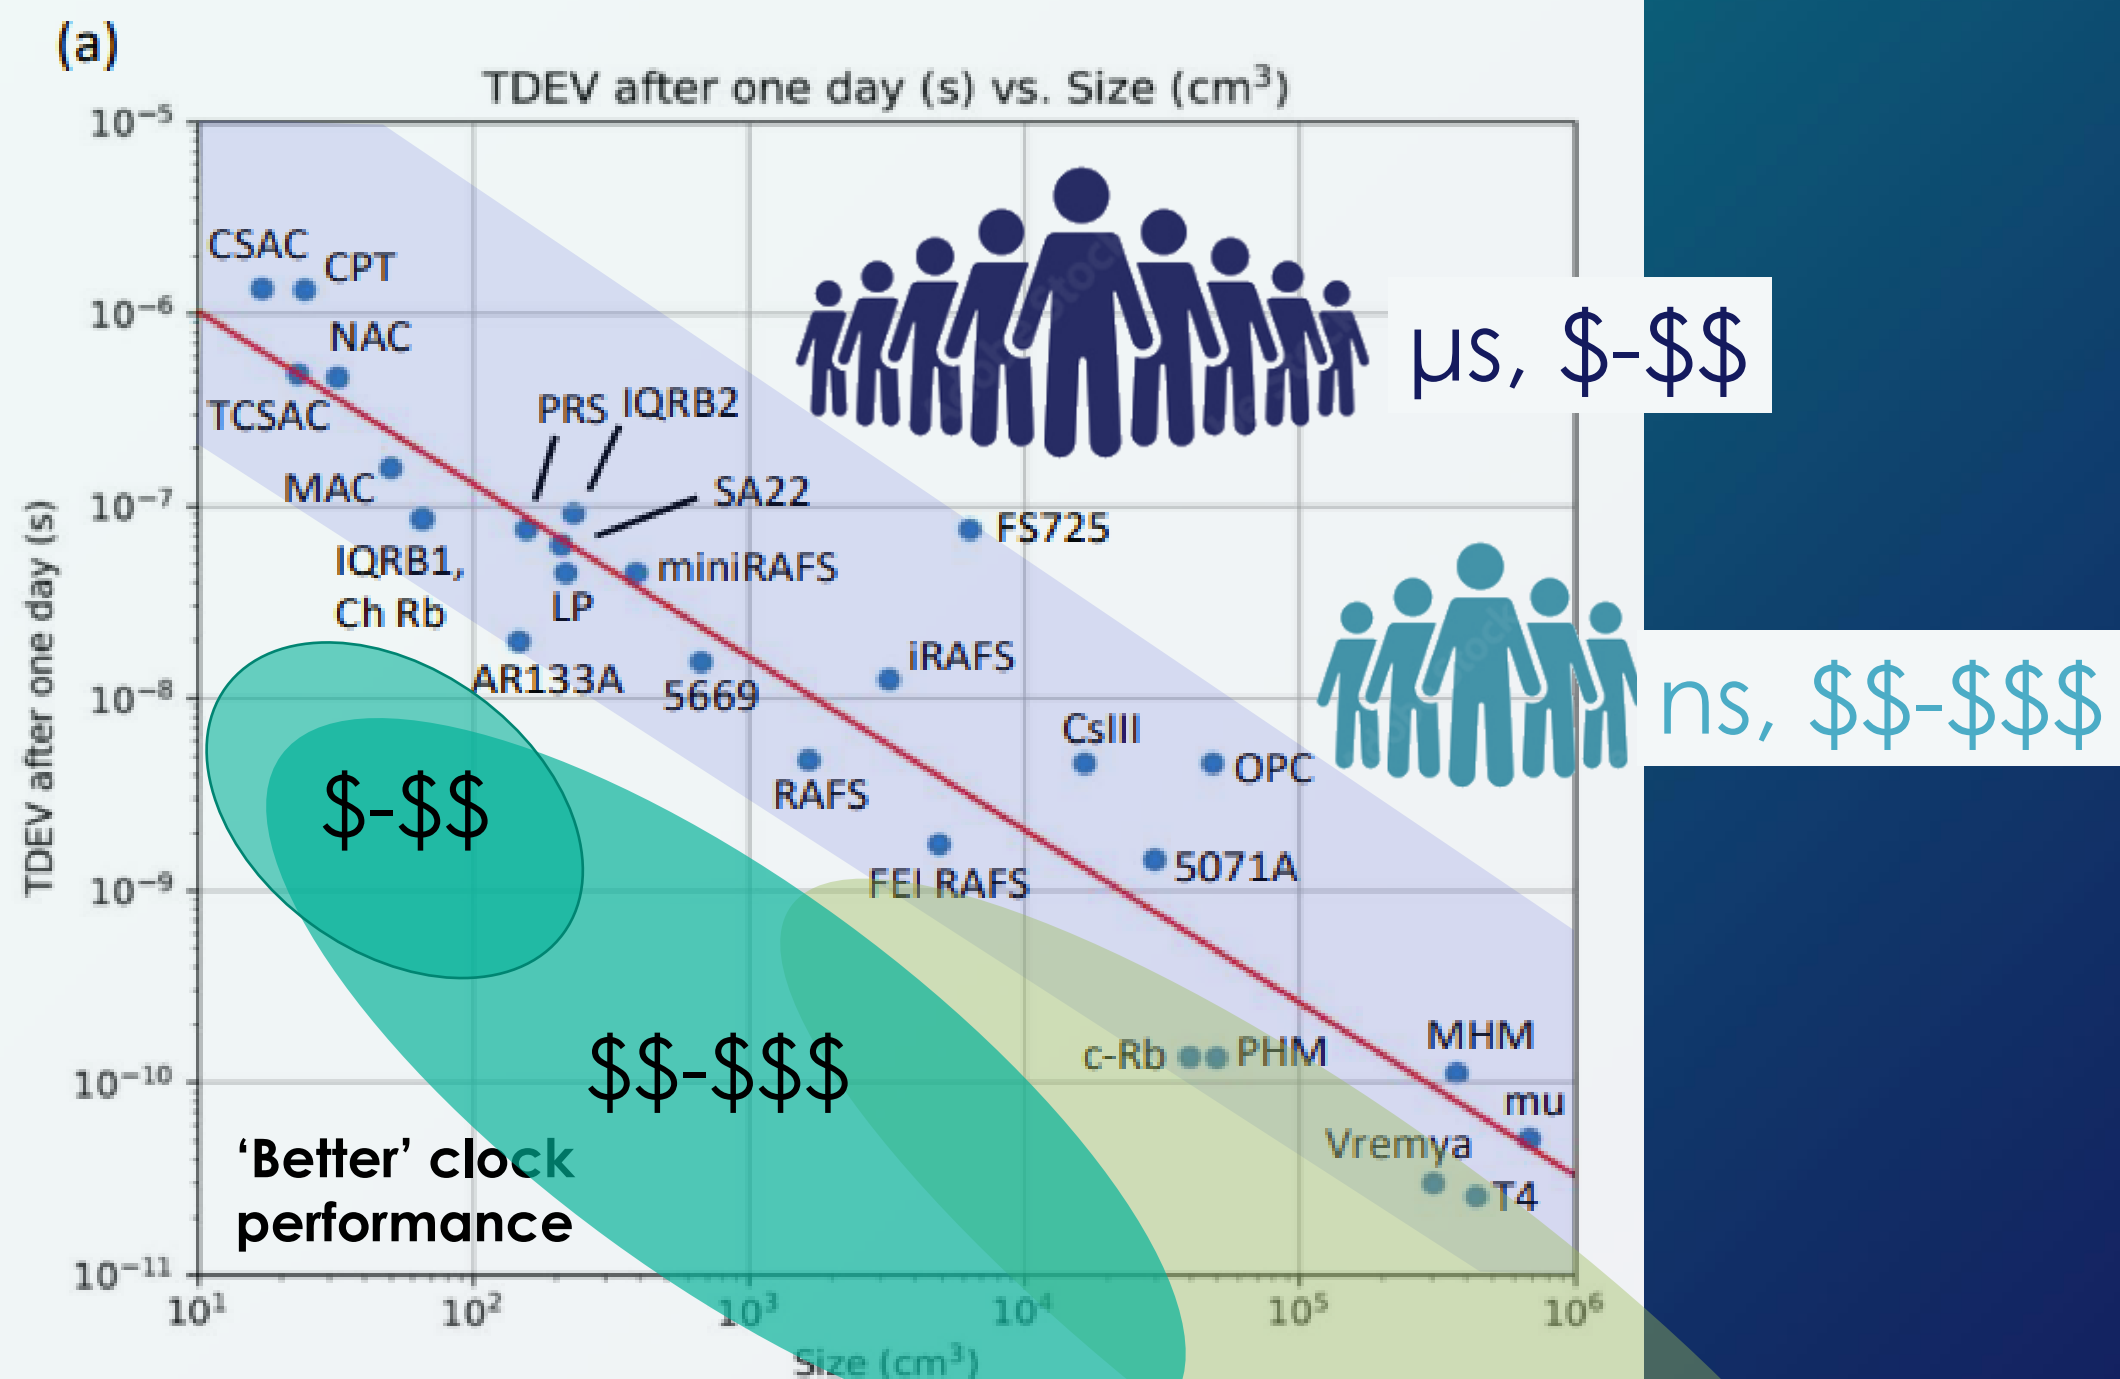 (a)
TDEV after one day (s) vs. Size (cm³)
TDEV after one day (s)
10⁻⁵
10⁻⁶
10⁻⁷
10⁻⁸
10⁻⁹
10⁻¹⁰
10⁻¹¹
CSAC
CPT
NAC
TCSAC
MAC
IQRB1,
Ch Rb
PRS
IQRB2
SA22
FS725
miniRAFS
LP
AR133A
5669
iRAFS
RAFS
CsIII
OPC
FEI RAFS
5071A
c-Rb
PHM
MHM
mu
Vremya
T4
µs, $-$$
ns, $$-$$$
$-$$
$$-$$$
‘Better’ clock
performance
10¹
10²
10³
10⁴
10⁵
10⁶
Size (cm³)